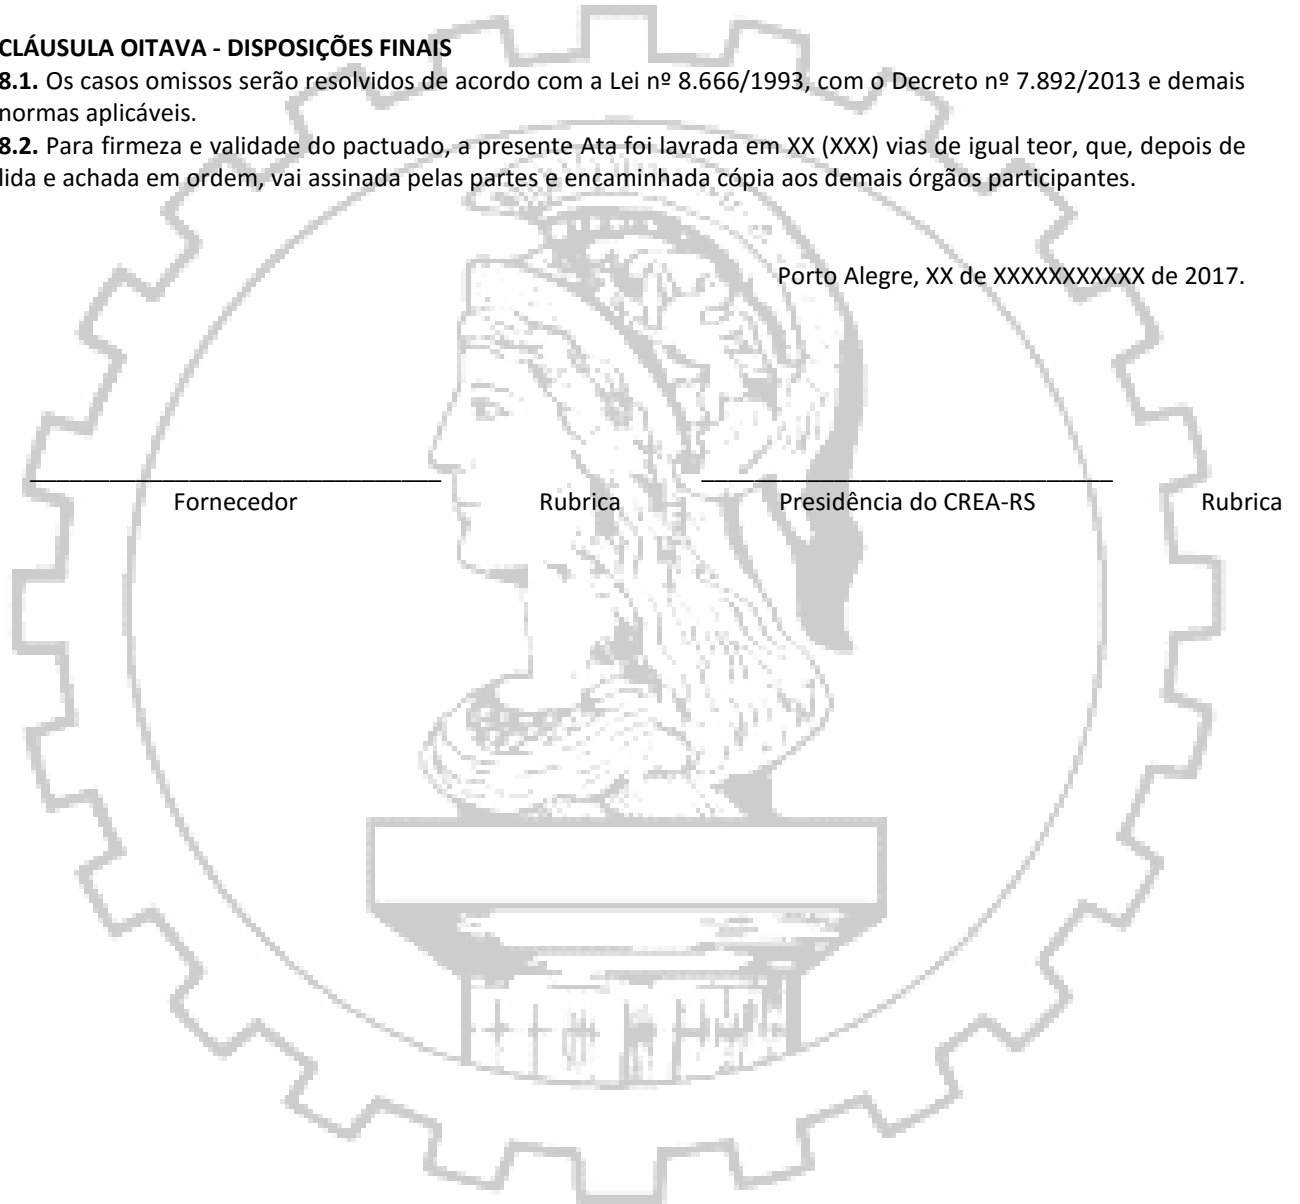 CLÁUSULA OITAVA - DISPOSIÇÕES FINAIS
8.1. Os casos omissos serão resolvidos de acordo com a Lei nº 8.666/1993, com o Decreto nº 7.892/2013 e demais
normas aplicáveis.
8.2. Para firmeza e validade do pactuado, a presente Ata foi lavrada em XX (XXX) vias de igual teor, que, depois de
lida e achada em ordem, vai assinada pelas partes e encaminhada cópia aos demais órgãos participantes.
Porto Alegre, XX de XXXXXXXXXXX de 2017.
Fornecedor Rubrica Presidência do CREA-RS Rubrica